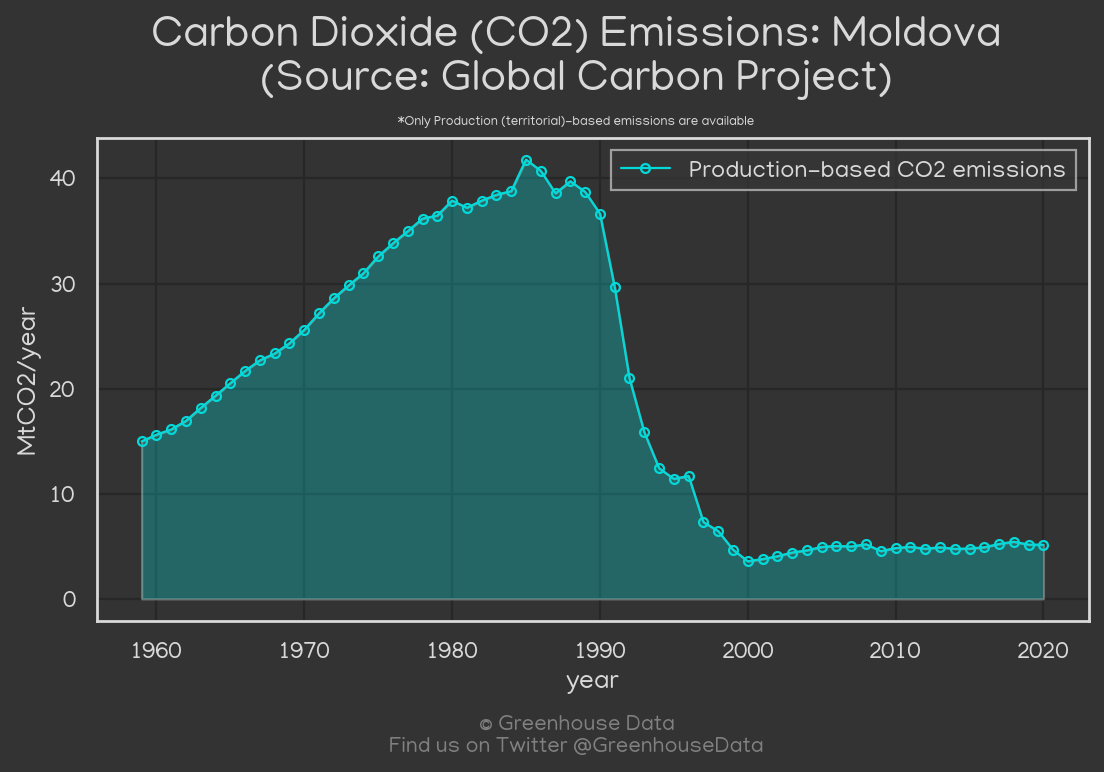 Carbon Dioxide (CO2) Emissions: Moldova
(Source: Global Carbon Project)
*Only Production (territorial)-based emissions are available
Production-based CO2 emissions
MtCO2/year
40
30
20
10
0
1960 1970 1980 1990 2000 2010 2020
year
© Greenhouse Data
Find us on Twitter @GreenhouseData